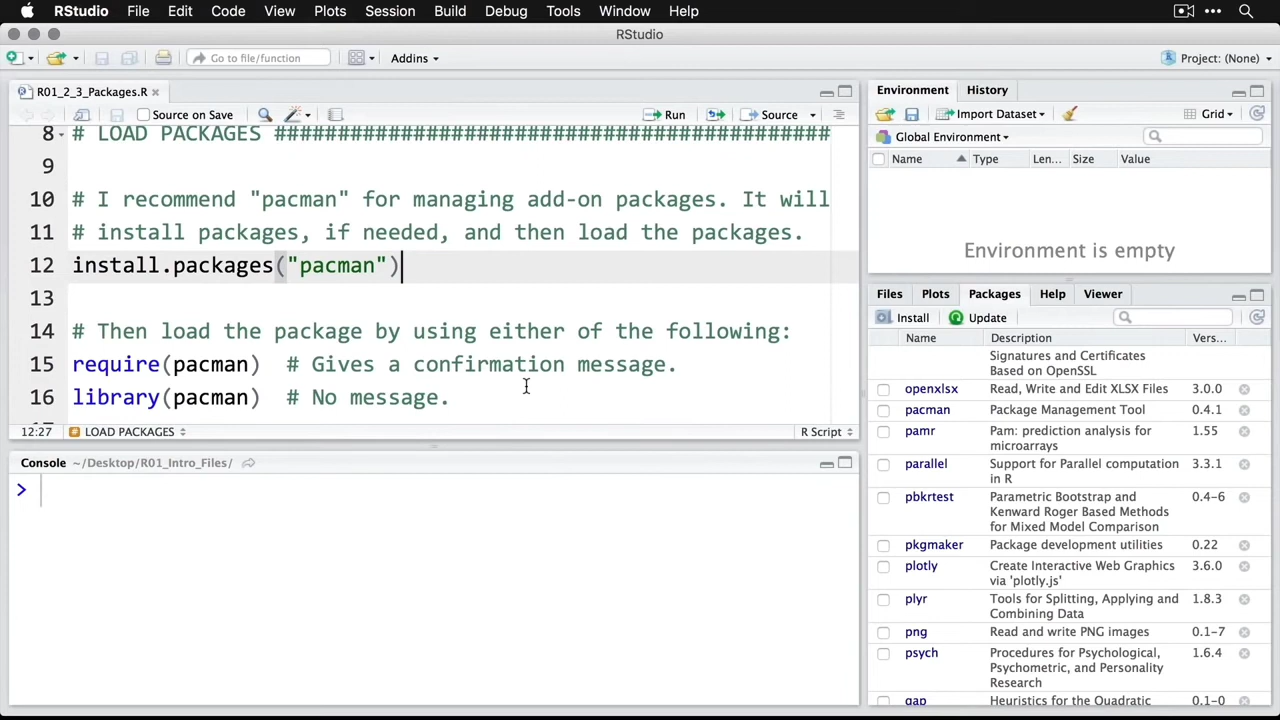 RStudio File Edit Code View Plots Session Build Debug Tools Window Help
RStudio
Go to file/function Addins Project: (None)
R01_2_3_Packages.R
Source on Save Run Source
8 # LOAD PACKAGES ############################################
9
10 # I recommend "pacman" for managing add-on packages. It will
11 # install packages, if needed, and then load the packages.
12 install.packages("pacman")
13
14 # Then load the package by using either of the following:
15 require(pacman) # Gives a confirmation message.
16 library(pacman) # No message.
12:27 LOAD PACKAGES R Script
Console ~/Desktop/R01_Intro_Files/
>
Environment History
Import Dataset Grid
Global Environment
Name Type Len... Size Value
Environment is empty
Files Plots Packages Help Viewer
Install Update
Name Description Vers...
Signatures and Certificates
Based on OpenSSL
openxlsx Read, Write and Edit XLSX Files 3.0.0
pacman Package Management Tool 0.4.1
pamr Pam: prediction analysis for 1.55
microarrays
parallel Support for Parallel computation 3.3.1
in R
pbkrtest Parametric Bootstrap and 0.4-6
Kenward Roger Based Methods
for Mixed Model Comparison
pkgmaker Package development utilities 0.22
plotly Create Interactive Web Graphics 3.6.0
via 'plotly.js'
plyr Tools for Splitting, Applying and 1.8.3
Combining Data
png Read and write PNG images 0.1-7
psych Procedures for Psychological, 1.6.4
Psychometric, and Personality
Research
qap Heuristics for the Quadratic 0.1-0